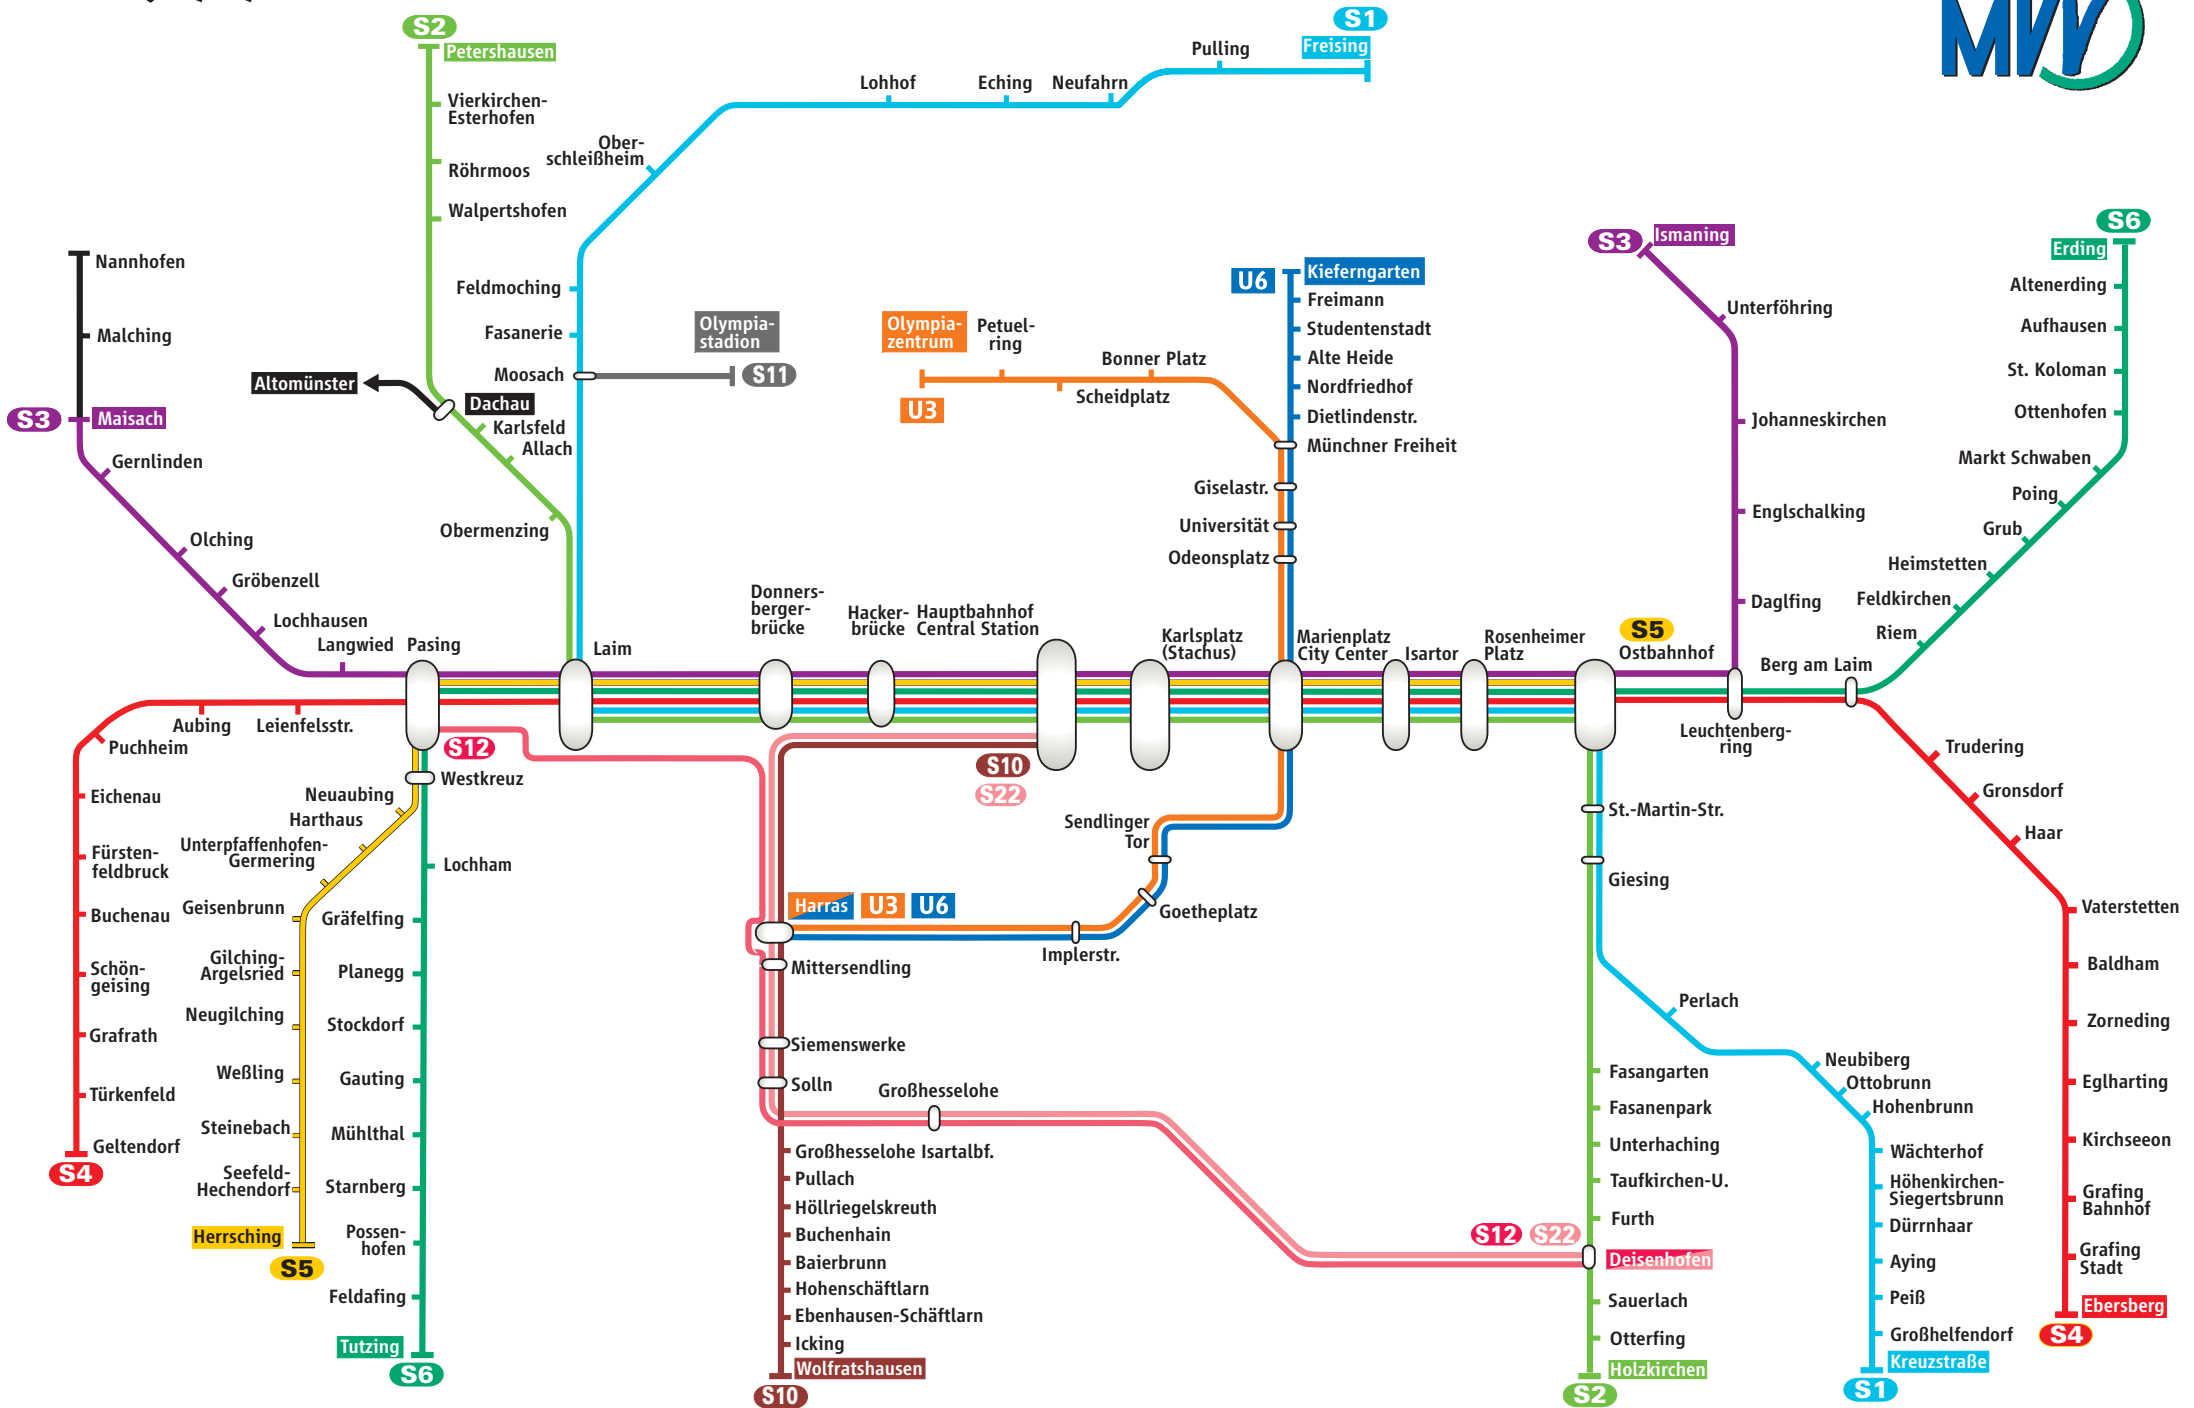 S2
Petershausen
Vierkirchen-
Esterhofen
Röhrmoos
Walpertshofen
S1
Freising
Pulling
Neufahrn
Eching
Lohhof
Ober-
schleißheim
Feldmoching
Fasanerie
Moosach
MVV
Olympia-
stadion
S11
Nannhofen
Malching
S3
Maisach
Gernlinden
Olching
Gröbenzell
Lochhausen
Langwied
Altomünster
Dachau
Karlsfeld
Allach
Obermenzing
Olympia-
zentrum
U3
Petuel-
ring
Scheidplatz
Bonner Platz
U6
Kieferngarten
Freimann
Studentenstadt
Alte Heide
Nordfriedhof
Dietlindenstr.
Münchner Freiheit
Giselastr.
Universität
Odeonsplatz
S3
Ismaning
Unterföhring
Johanneskirchen
Englschalking
Daglfing
S6
Erding
Altenerding
Aufhausen
St. Koloman
Ottenhofen
Markt Schwaben
Poing
Grub
Heimstetten
Feldkirchen
Riem
Berg am Laim
Pasing
Laim
Donners-
berger-
brücke
Hacker-
brücke
Hauptbahnhof
Central Station
Karlsplatz
(Stachus)
Marienplatz
City Center
Isartor
Rosenheimer
Platz
S5
Ostbahnhof
Leuchtenberg-
ring
Leienfelsstr.
Aubing
Puchheim
Eichenau
Fürsten-
feldbruck
Buchenau
Schön-
geising
Grafrath
Türkenfeld
Geltendorf
S4
S12
Westkreuz
Neuaubing
Harthaus
Unterpfaffenhofen-
Germering
Geisenbrunn
Gilching-
Argelsried
Neugilching
Weßling
Steinebach
Seefeld-
Hechendorf
Herrsching
S5
Lochham
Gräfelfing
Planegg
Stockdorf
Gauting
Mühlthal
Starnberg
Possen-
hofen
Feldafing
Tutzing
S6
S10
S22
Sendlinger
Tor
Goetheplatz
Implerstr.
Harras
U3
U6
Mittersendling
Siemenswerke
Solln
Großhesselohe
Großhesselohe Isartalbf.
Pullach
Höllriegelskreuth
Buchenhain
Baierbrunn
Hohenschäftlarn
Ebenhausen-Schäftlarn
Icking
Wolfratshausen
S10
St.-Martin-Str.
Giesing
Fasangarten
Fasanenpark
Unterhaching
Taufkirchen-U.
Furth
S12
S22
Deisenhofen
Sauerlach
Otterfing
Holzkirchen
S2
Perlach
Neubiberg
Ottobrunn
Hohenbrunn
Wächterhof
Höhenkirchen-
Siegertsbrunn
Dürrnhaar
Aying
Peiß
Großhelfendorf
Kreuzstraße
S1
Trudering
Gronsdorf
Haar
Vaterstetten
Baldham
Zorneding
Eglharting
Kirchseeon
Grafing
Bahnhof
Grafing
Stadt
Ebersberg
S4